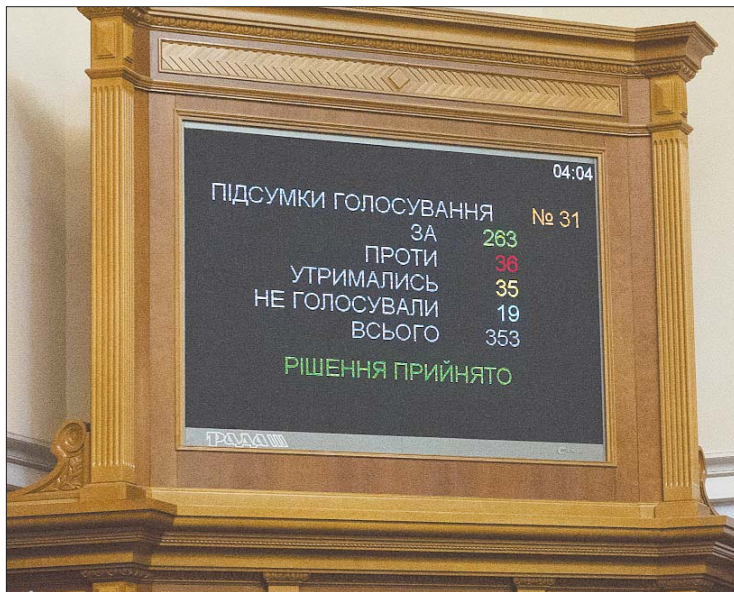 04:04
ПІДСУМКИ ГОЛОСУВАННЯ № 31
ЗА 263
ПРОТИ 36
УТРИМАЛИСЬ 35
НЕ ГОЛОСУВАЛИ 19
ВСЬОГО 353
РІШЕННЯ ПРИЙНЯТО
РАДА III